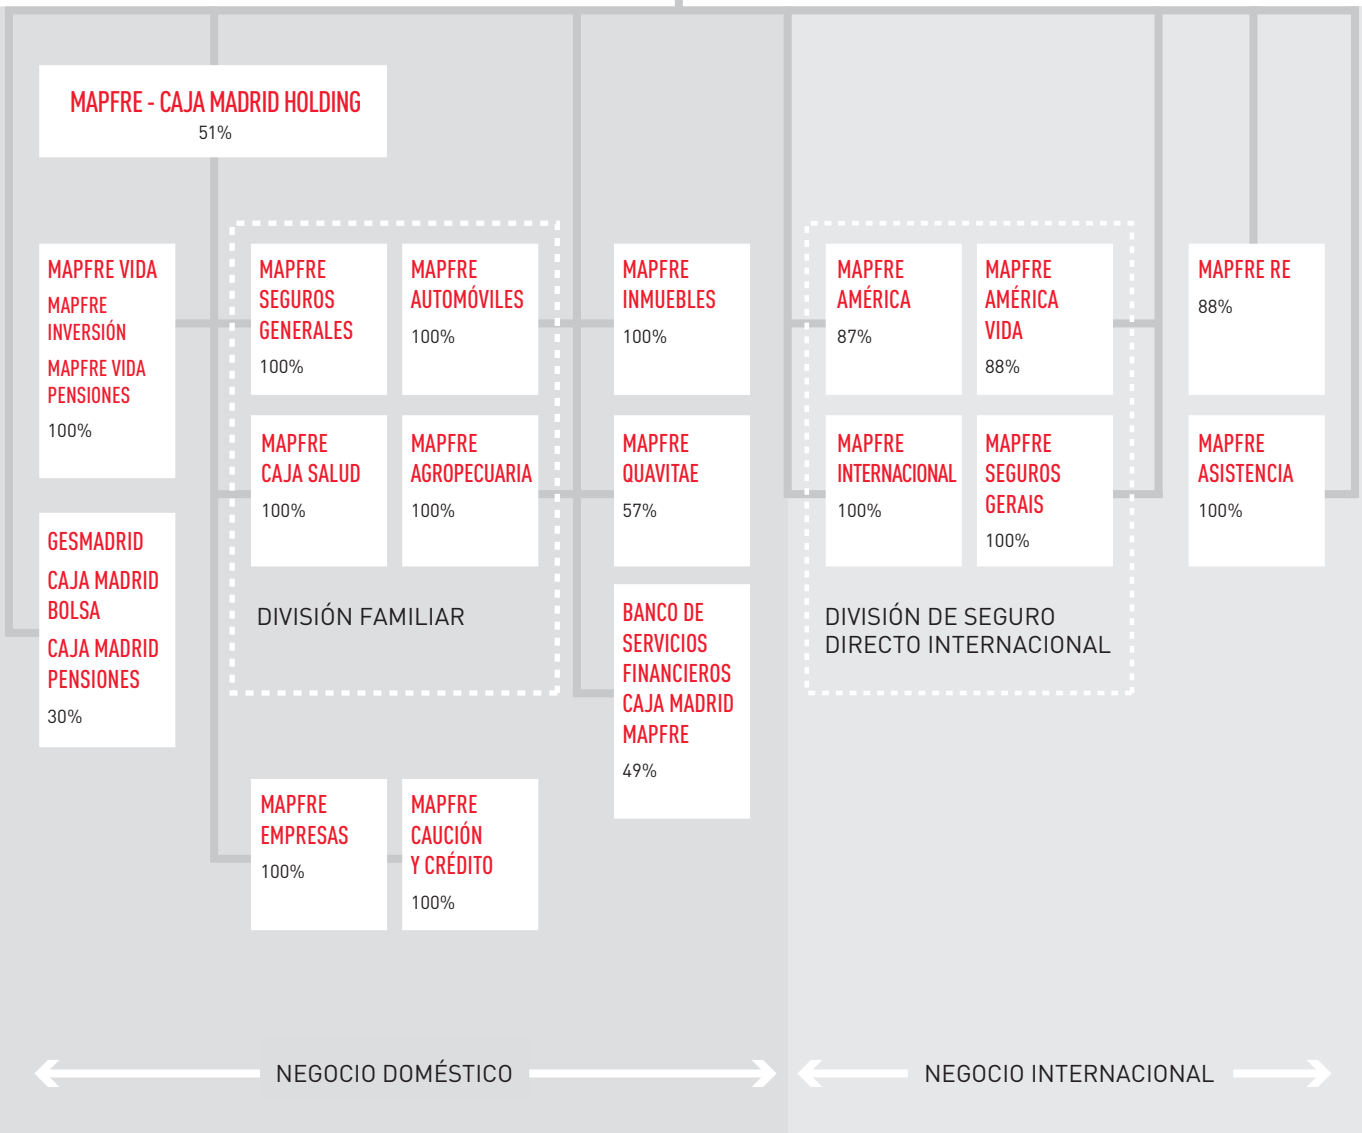 MAPFRE - CAJA MADRID HOLDING
51%
MAPFRE VIDA
MAPFRE
INVERSIÓN
MAPFRE VIDA
PENSIONES
100%
GESMADRID
CAJA MADRID
BOLSA
CAJA MADRID
PENSIONES
30%
MAPFRE
SEGUROS
GENERALES
100%
MAPFRE
AUTOMÓVILES
100%
MAPFRE
CAJA SALUD
100%
MAPFRE
AGROPECUARIA
100%
DIVISIÓN FAMILIAR
MAPFRE
EMPRESAS
100%
MAPFRE
CAUCIÓN
Y CRÉDITO
100%
MAPFRE
INMUEBLES
100%
MAPFRE
QUAVITAE
57%
BANCO DE
SERVICIOS
FINANCIEROS
CAJA MADRID
MAPFRE
49%
MAPFRE
AMÉRICA
87%
MAPFRE
AMÉRICA
VIDA
88%
MAPFRE
INTERNACIONAL
100%
MAPFRE
SEGUROS
GERAIS
100%
DIVISIÓN DE SEGURO
DIRECTO INTERNACIONAL
MAPFRE RE
88%
MAPFRE
ASISTENCIA
100%
NEGOCIO DOMÉSTICO
NEGOCIO INTERNACIONAL